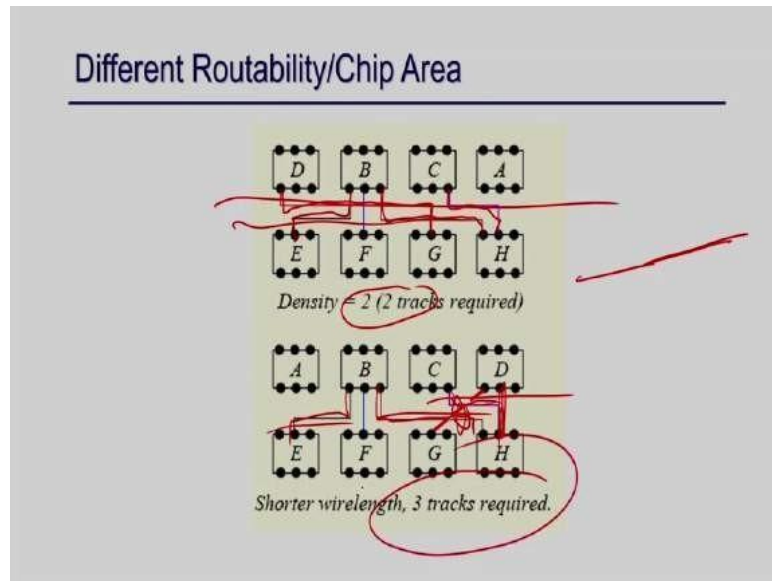 Different Routability/Chip Area
D B C A
E F G H
Density = 2 (2 tracks required)
A B C D
E F G H
Shorter wirelength, 3 tracks required.